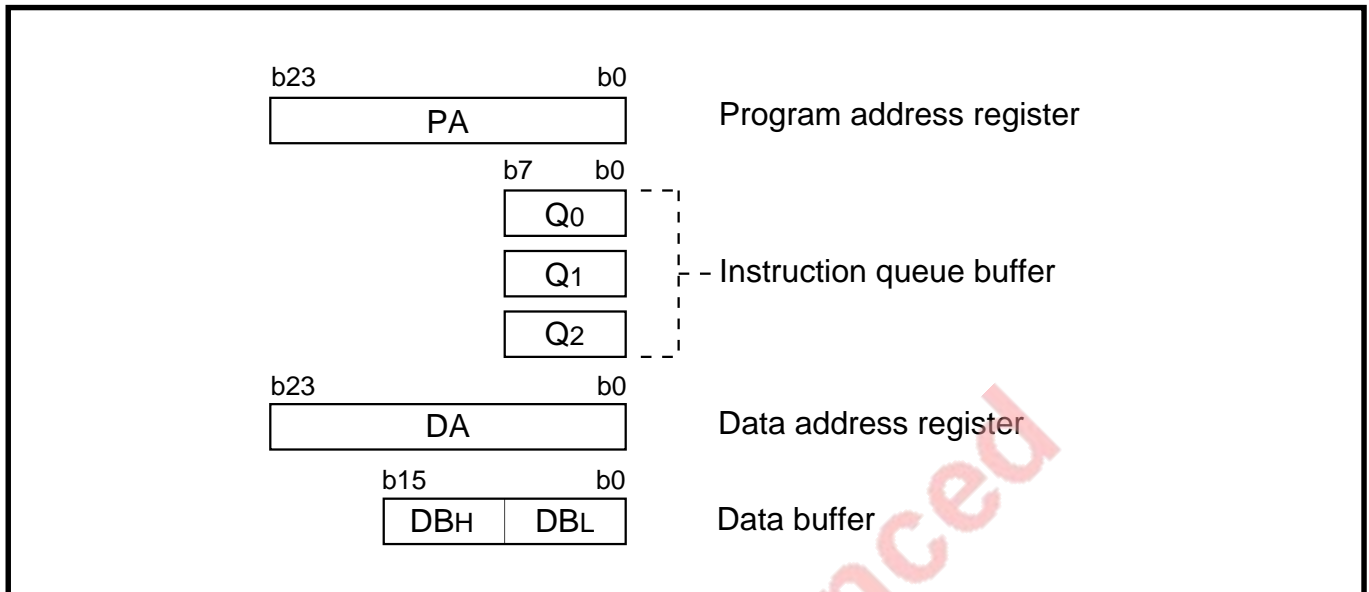 b23 b0
PA Program address register
b7 b0
Q0
Q1 Instruction queue buffer
Q2
b23 b0
DA Data address register
b15 b0
DBH DBL Data buffer